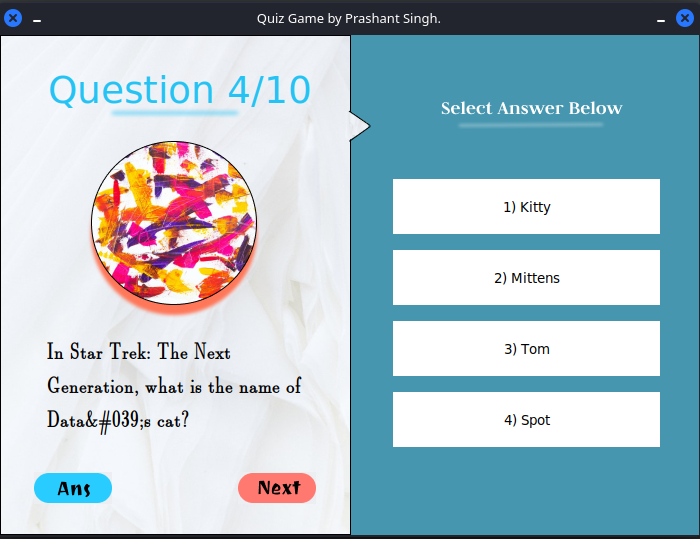 Quiz Game by Prashant Singh.
Question 4/10
In Star Trek: The Next
Generation, what is the name of
Data&#039;s cat?
Ans
Next
Select Answer Below
1) Kitty
2) Mittens
3) Tom
4) Spot